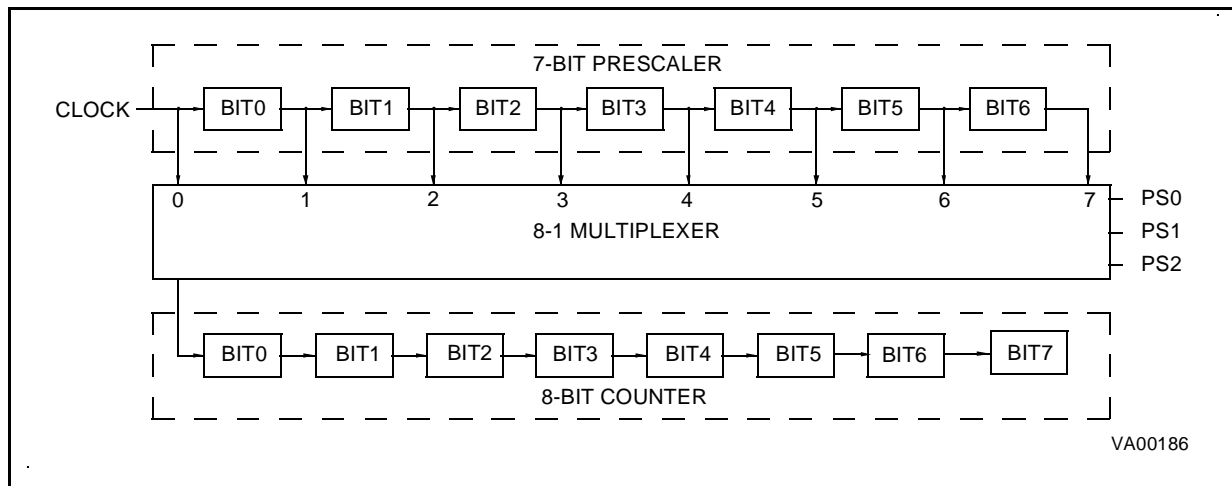 7-BIT PRESCALER
CLOCK BIT0 BIT1 BIT2 BIT3 BIT4 BIT5 BIT6
0 1 2 3 4 5 6 7 PS0
8-1 MULTIPLEXER PS1
PS2
BIT0 BIT1 BIT2 BIT3 BIT4 BIT5 BIT6 BIT7
8-BIT COUNTER
VA00186